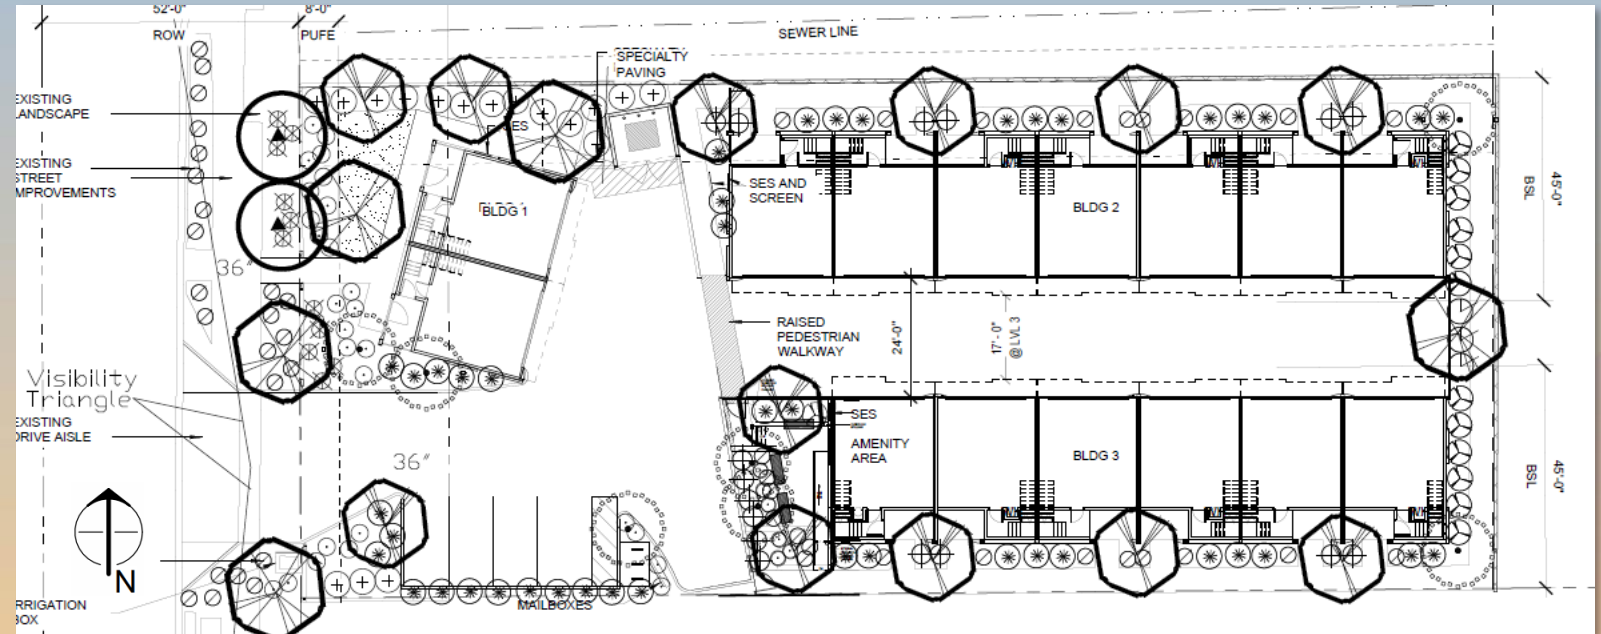 52'-0"
8'-0"
ROW
PUFE
SEWER LINE
SPECIALTY
PAVING
EXISTING
LANDSCAPE
SES
EXISTING
STREET
IMPROVEMENTS
SES AND
SCREEN
BLDG 1
BLDG 2
45'-0"
BSL
36"
RAISED
PEDESTRIAN
WALKWAY
24'-0"
17'-0"
@ LVL 3
Visibility
Triangle
EXISTING
DRIVE AISLE
SES
AMENITY
AREA
36"
BLDG 3
BSL
45'-0"
N
IRRIGATION
BOX
MAILBOXES